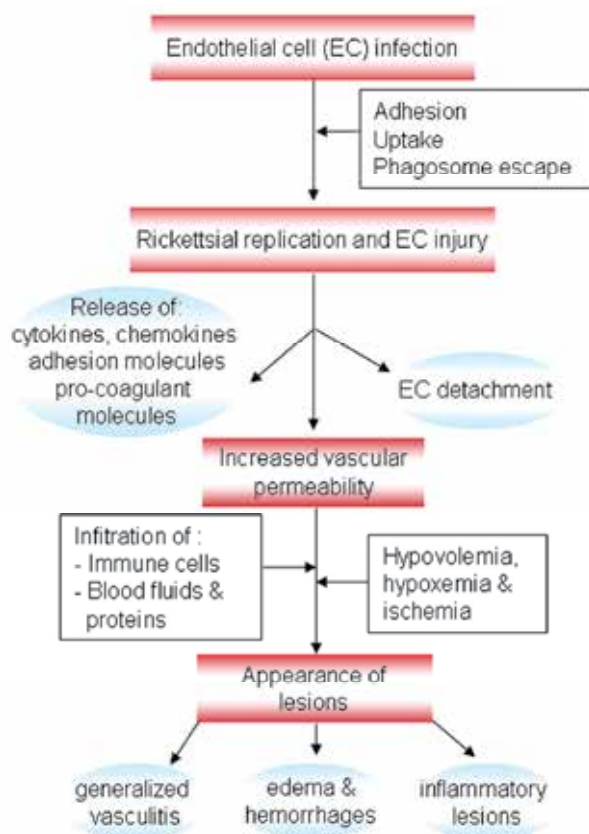 Endothelial cell (EC) infection
Adhesion
Uptake
Phagosome escape
Rickettsial replication and EC injury
Release of:
cytokines, chemokines
adhesion molecules
pro-coagulant
molecules
EC detachment
Increased vascular
permeability
Infitration of :
- Immune cells
- Blood fluids &
proteins
Hypovolemia,
hypoxemia &
ischemia
Appearance of
lesions
generalized
vasculitis
edema &
hemorrhages
inflammatory
lesions